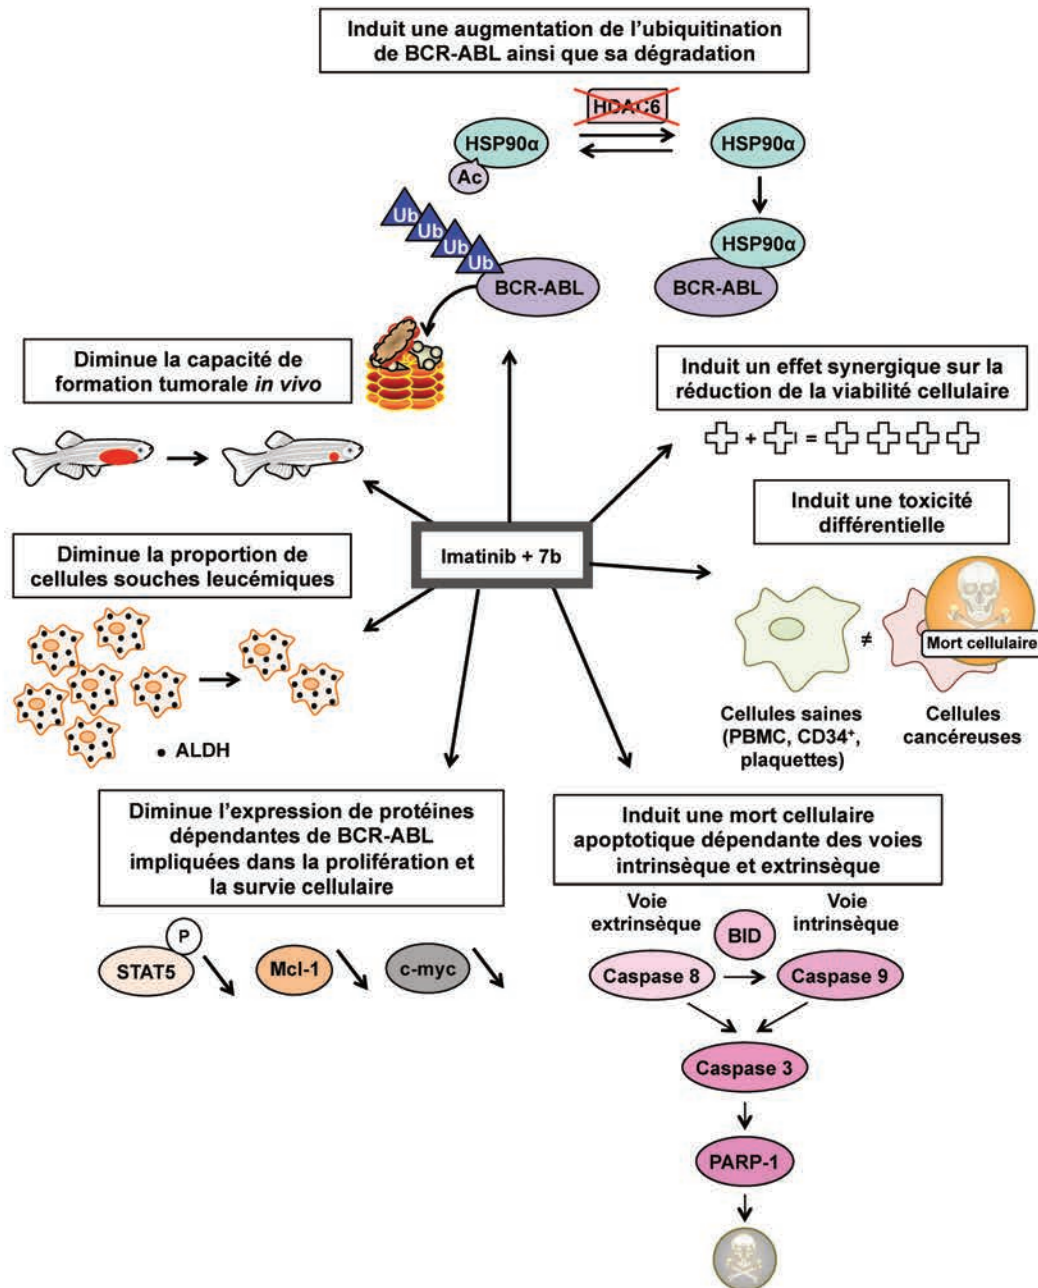 Induit une augmentation de l'ubiquitination
de BCR-ABL ainsi que sa dégradation
HDAC6
HSP90α
HSP90α
Ac
Ub
Ub
Ub
Ub
HSP90α
BCR-ABL
BCR-ABL
Diminue la capacité de
formation tumorale in vivo
Induit un effet synergique sur la
réduction de la viabilité cellulaire
+ =
Induit une toxicité
différentielle
Imatinib + 7b
Diminue la proportion de
cellules souches leucémiques
≠
Mort cellulaire
• ALDH
Cellules saines
(PBMC, CD34⁺,
plaquettes)
Cellules
cancéreuses
Diminue l'expression de protéines
dépendantes de BCR-ABL
impliquées dans la prolifération et
la survie cellulaire
P
STAT5
Mcl-1
c-myc
Induit une mort cellulaire
apoptotique dépendante des voies
intrinsèque et extrinsèque
Voie
extrinsèque
Voie
intrinsèque
BID
Caspase 8
Caspase 9
Caspase 3
PARP-1